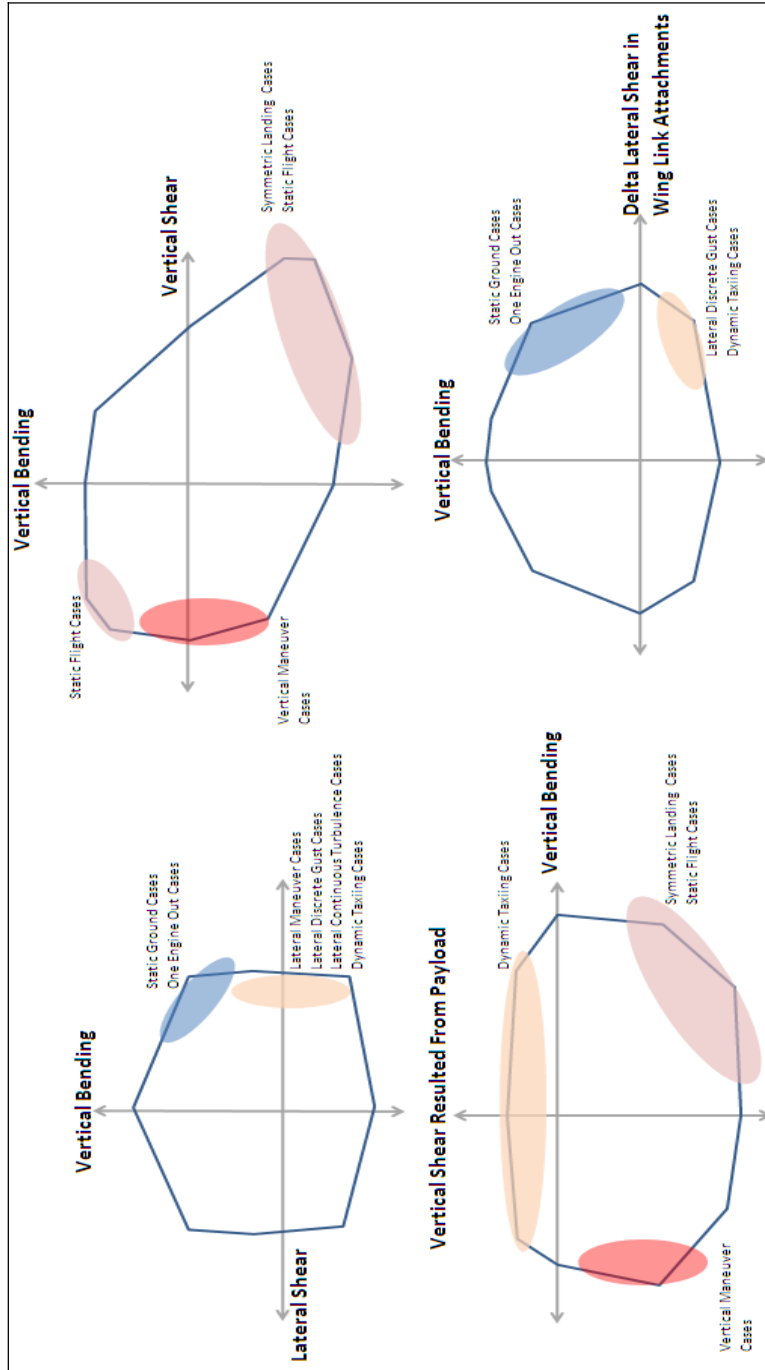 Vertical Bending
Static Ground Cases
One Engine Out Cases
Lateral Maneuver Cases
Lateral Discrete Gust Cases
Lateral Continuous Turbulence Cases
Dynamic Taxiing Cases
Lateral Shear
Vertical Bending
Static Flight Cases
Vertical Shear
Symmetric Landing Cases
Static Flight Cases
Vertical Maneuver
Cases
Vertical Shear Resulted From Payload
Dynamic Taxiing Cases
Vertical Bending
Symmetric Landing Cases
Static Flight Cases
Vertical Maneuver
Cases
Vertical Bending
Static Ground Cases
One Engine Out Cases
Delta Lateral Shear in
Wing Link Attachments
Lateral Discrete Gust Cases
Dynamic Taxiing Cases